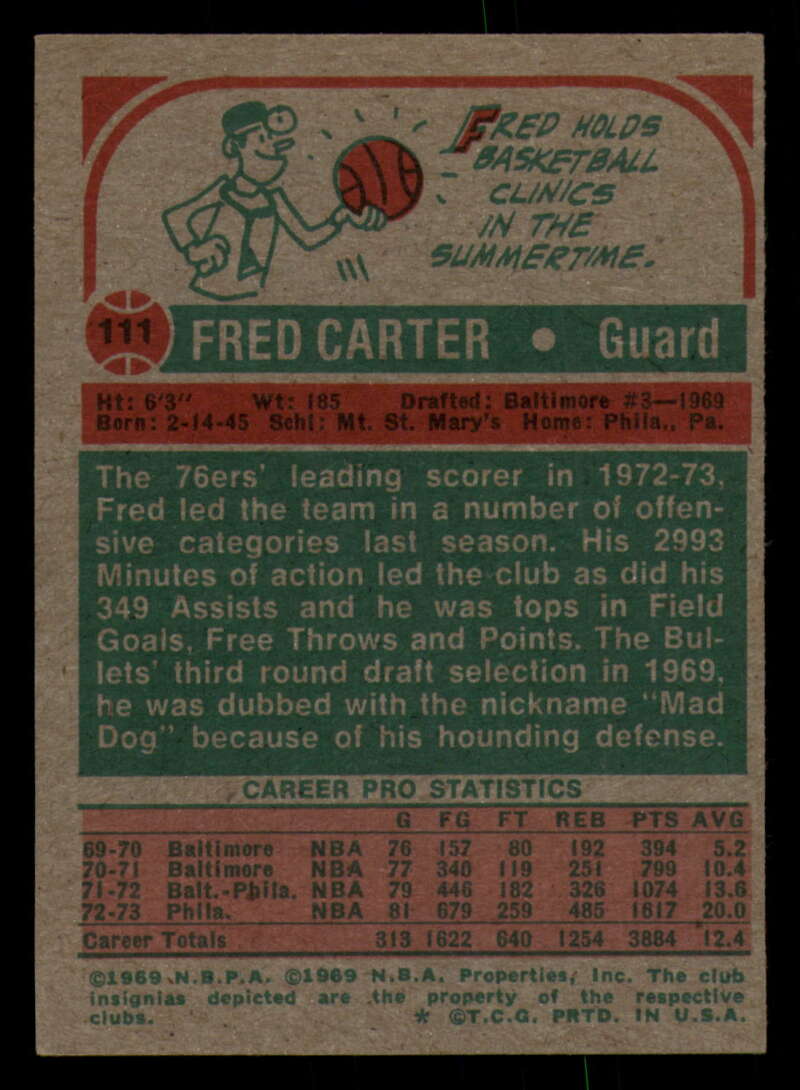 FRED HOLDS
BASKETBALL
CLINICS
IN THE
SUMMERTIME.
111 FRED CARTER • Guard
Ht: 6'3" Wt: 185 Drafted: Baltimore #3—1969
Born: 2-14-45 Schl: Mt. St. Mary's Home: Phila., Pa.
The 76ers' leading scorer in 1972-73,
Fred led the team in a number of offen-
sive categories last season. His 2993
Minutes of action led the club as did his
349 Assists and he was tops in Field
Goals, Free Throws and Points. The Bul-
lets' third round draft selection in 1969,
he was dubbed with the nickname "Mad
Dog" because of his hounding defense.
CAREER PRO STATISTICS
G FG FT REB PTS AVG
69-70 Baltimore NBA 76 157 80 192 394 5.2
70-71 Baltimore NBA 77 340 119 251 799 10.4
71-72 Balt.-Phila. NBA 79 446 182 326 1074 13.6
72-73 Phila. NBA 81 679 259 485 1617 20.0
Career Totals 313 1622 640 1254 3884 12.4
©1969 N.B.P.A. ©1969 N.B.A. Properties, Inc. The club
insignias depicted are the property of the respective
clubs. * ©T.C.G. PRTD. IN U.S.A.